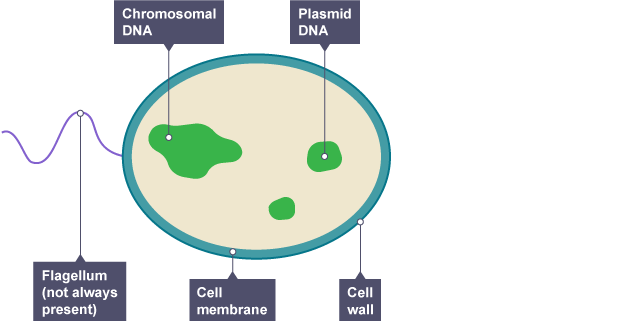 Chromosomal
DNA
Plasmid
DNA
Flagellum
(not always
present)
Cell
membrane
Cell
wall